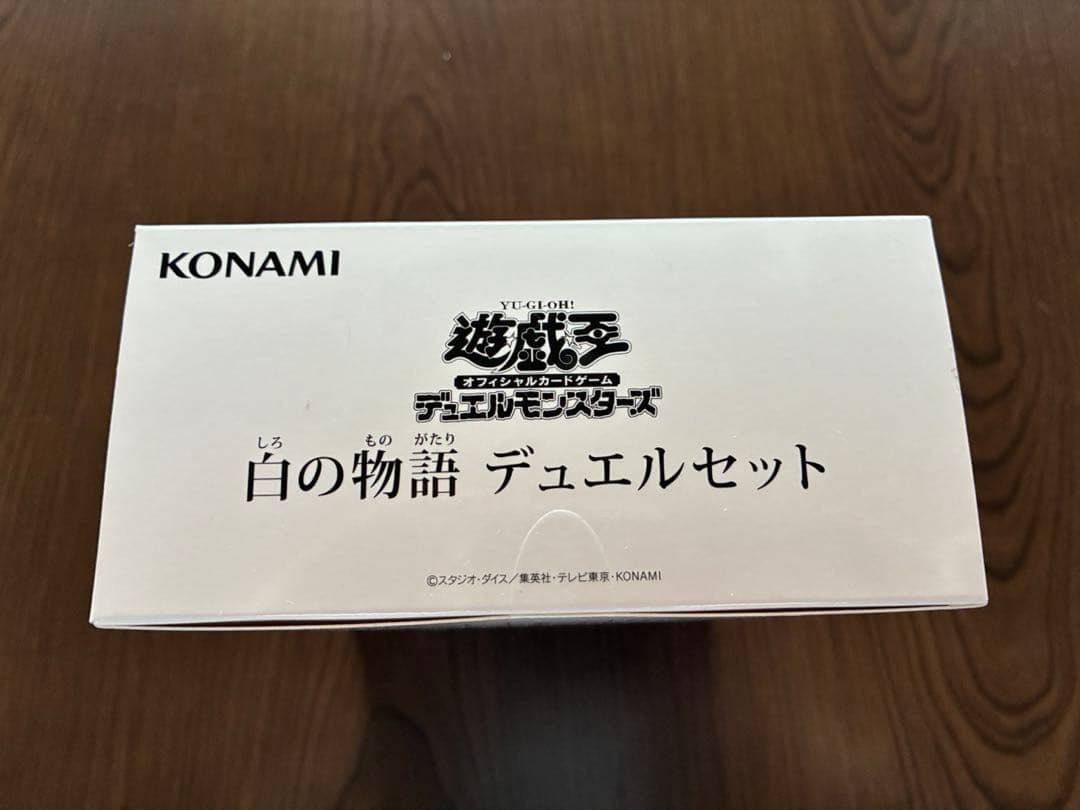 KONAMI
YU-GI-OH!
遊☆戯☆王
オフィシャルカードゲーム
デュエルモンスターズ
しろ もの がたり
白の物語 デュエルセット
©スタジオ・ダイス/集英社・テレビ東京・KONAMI